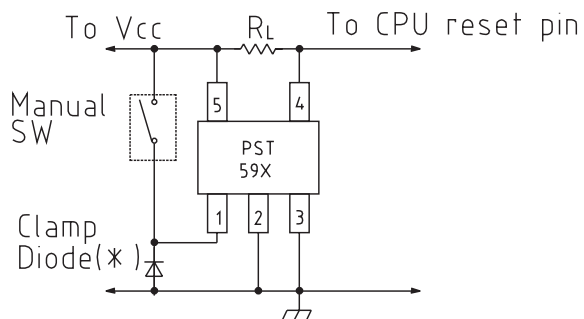 To Vcc
RL
To CPU reset pin
5
4
Manual
SW
PST
59X
1
2
3
Clamp
Diode(*)